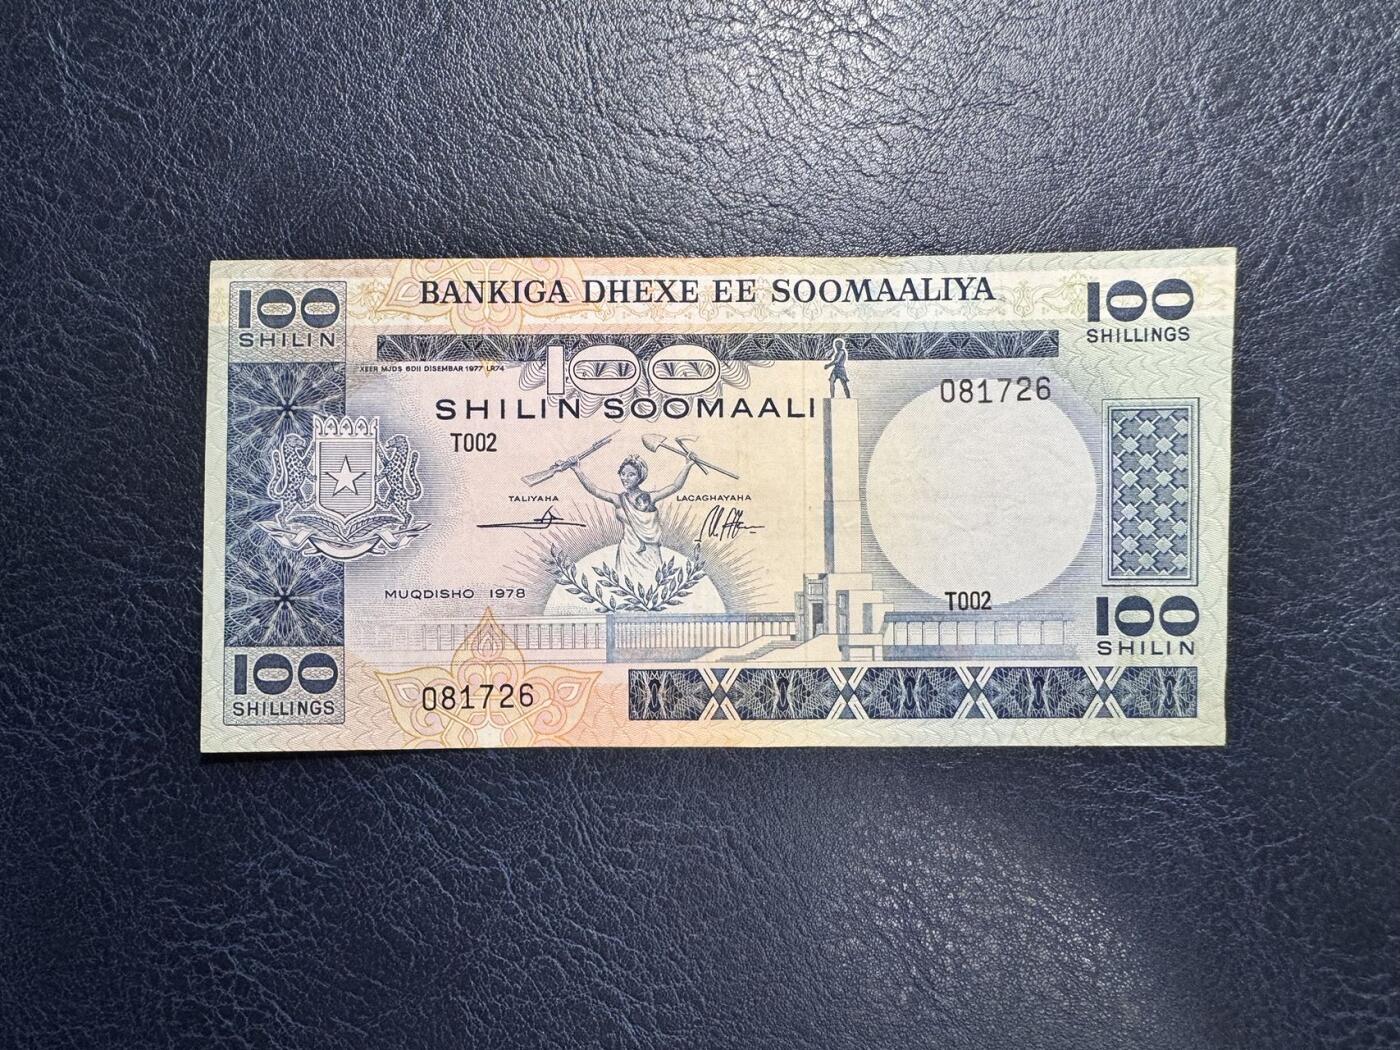 BANKIGA DHEXE EE SOOMAALIYA
100
SHILIN
100
SHILLINGS
XEER MJDS 6DII DISEMBAR 1977 LR74
100
SHILIN SOOMAALI
081726
T002
TALIYAHA
LACAGHAYAHA
MUQDISHO 1978
T002
100
SHILIN
100
SHILLINGS
081726